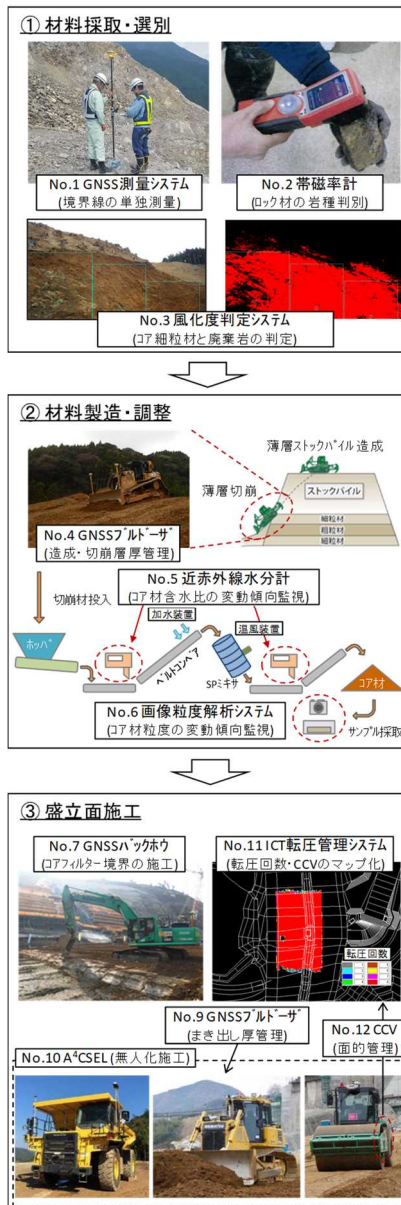 ① 材料採取・選別
No.1 GNSS測量システム
(境界線の単独測量)
No.2 帯磁率計
(ロック材の岩種判別)
No.3 風化度判定システム
(コア細粒材と廃棄岩の判定)
② 材料製造・調整
薄層ストックパイル造成
薄層切崩
ストックパイル
細粒材
粗粒材
細粒材
No.4 GNSSブルドーザ
(造成・切崩層厚管理)
No.5 近赤外線水分計
(コア材含水比の変動傾向監視)
切崩材投入
加水装置
温風装置
ホッパ
ベルトコンベア
SPミキサ
コア材
No.6 画像粒度解析システム
(コア材粒度の変動傾向監視)
サンプル採取
③ 盛立面施工
No.7 GNSSバックホウ
(コアフィルター境界の施工)
No.11 ICT転圧管理システム
(転圧回数・CCVのマップ化)
転圧回数
No.9 GNSSブルドーザ
(まき出し厚管理)
No.12 CCV
(面的管理)
No.10 A⁴CSEL (無人化施工)
KOMATSU